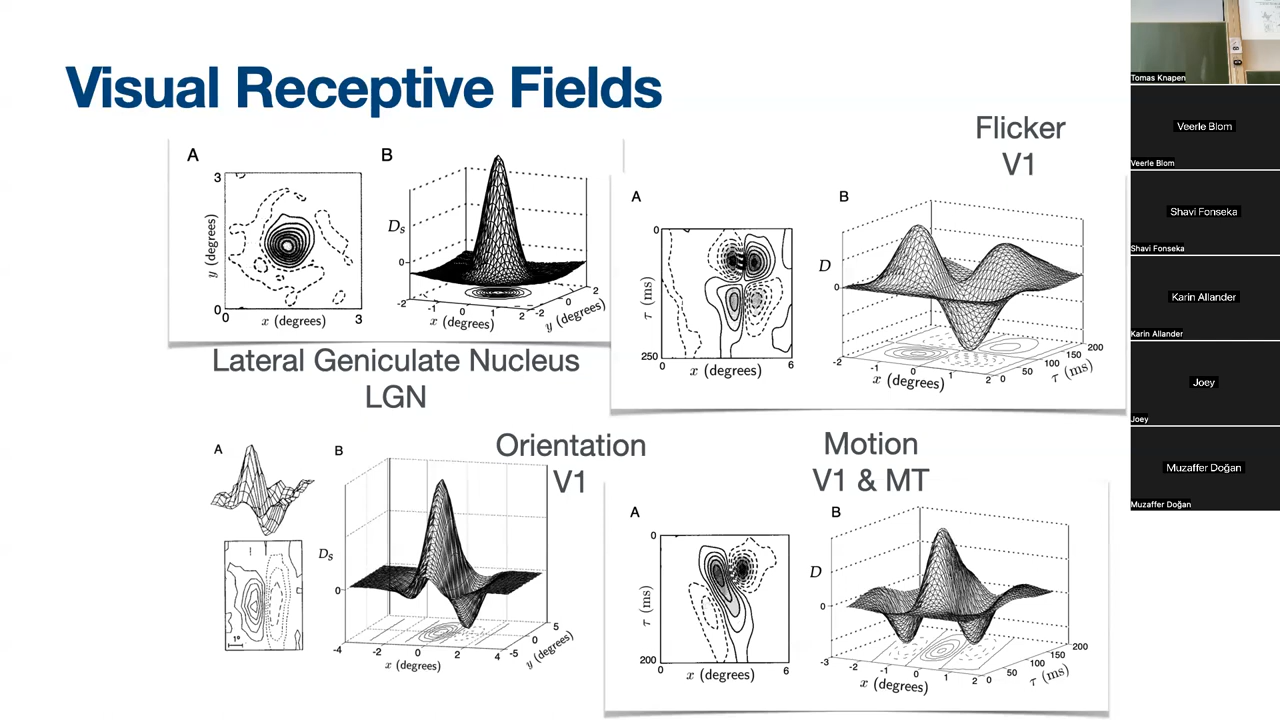 Visual Receptive Fields
A
3
y (degrees)
0
0
x (degrees)
3
B
Ds
0
-2
-1
0
1
2
x (degrees)
-2
0
2
y (degrees)
Lateral Geniculate Nucleus
LGN
Flicker
V1
A
0
τ (ms)
250
0
x (degrees)
6
B
D
0
-2
-1
0
1
2
x (degrees)
0
50
100
150
200
τ (ms)
Orientation
V1
A
1°
B
Ds
0
-4
-2
0
2
4
x (degrees)
-5
0
5
y (degrees)
Motion
V1 & MT
A
0
τ (ms)
200
0
x (degrees)
6
B
D
0
-3
-2
-1
0
1
2
x (degrees)
0
50
100
150
200
τ (ms)
Tomas Knapen
Veerle Blom
Veerle Blom
Shavi Fonseka
Shavi Fonseka
Karin Allander
Karin Allander
Joey
Joey
Muzaffer Doğan
Muzaffer Doğan